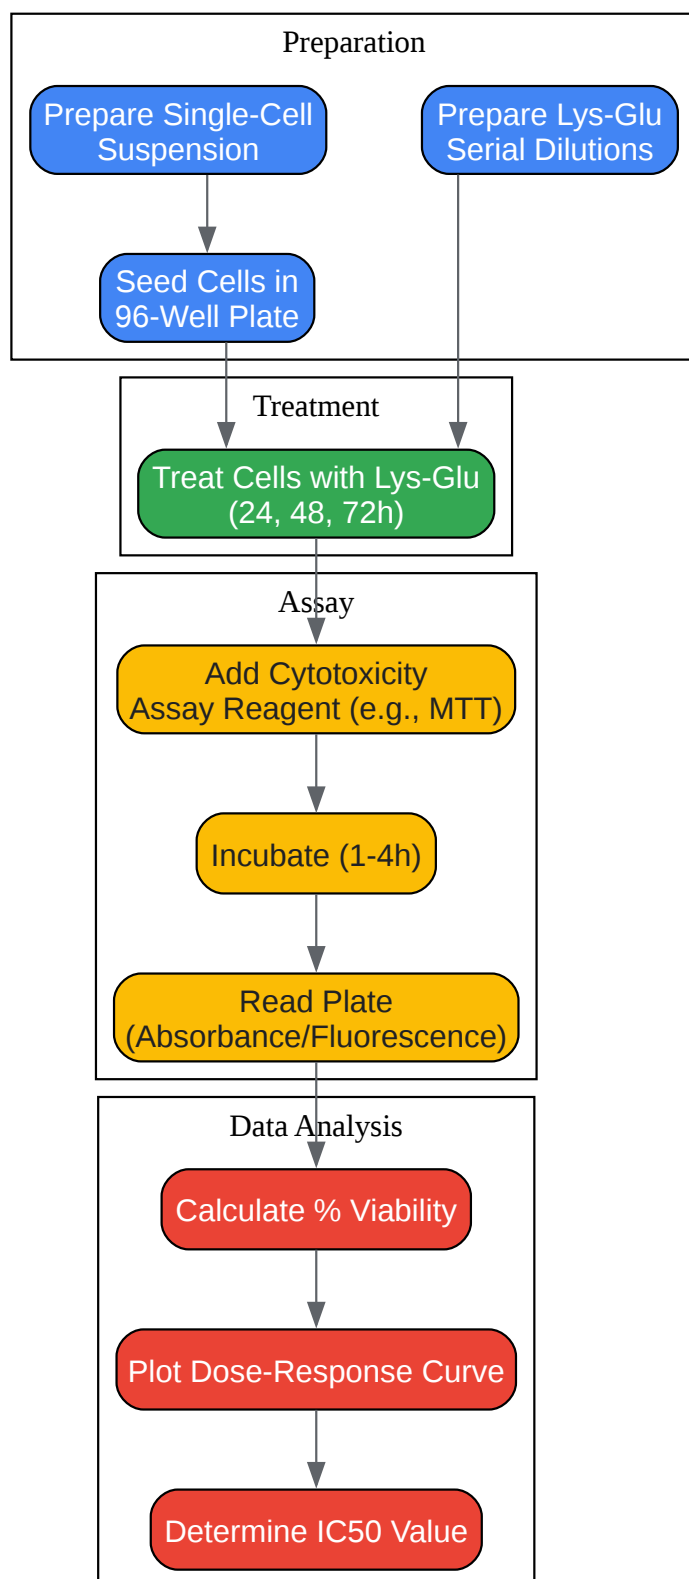 Preparation
Prepare Single-Cell
Suspension
Prepare Lys-Glu
Serial Dilutions
Seed Cells in
96-Well Plate
Treatment
Treat Cells with Lys-Glu
(24, 48, 72h)
Assay
Add Cytotoxicity
Assay Reagent (e.g., MTT)
Incubate (1-4h)
Read Plate
(Absorbance/Fluorescence)
Data Analysis
Calculate % Viability
Plot Dose-Response Curve
Determine IC50 Value